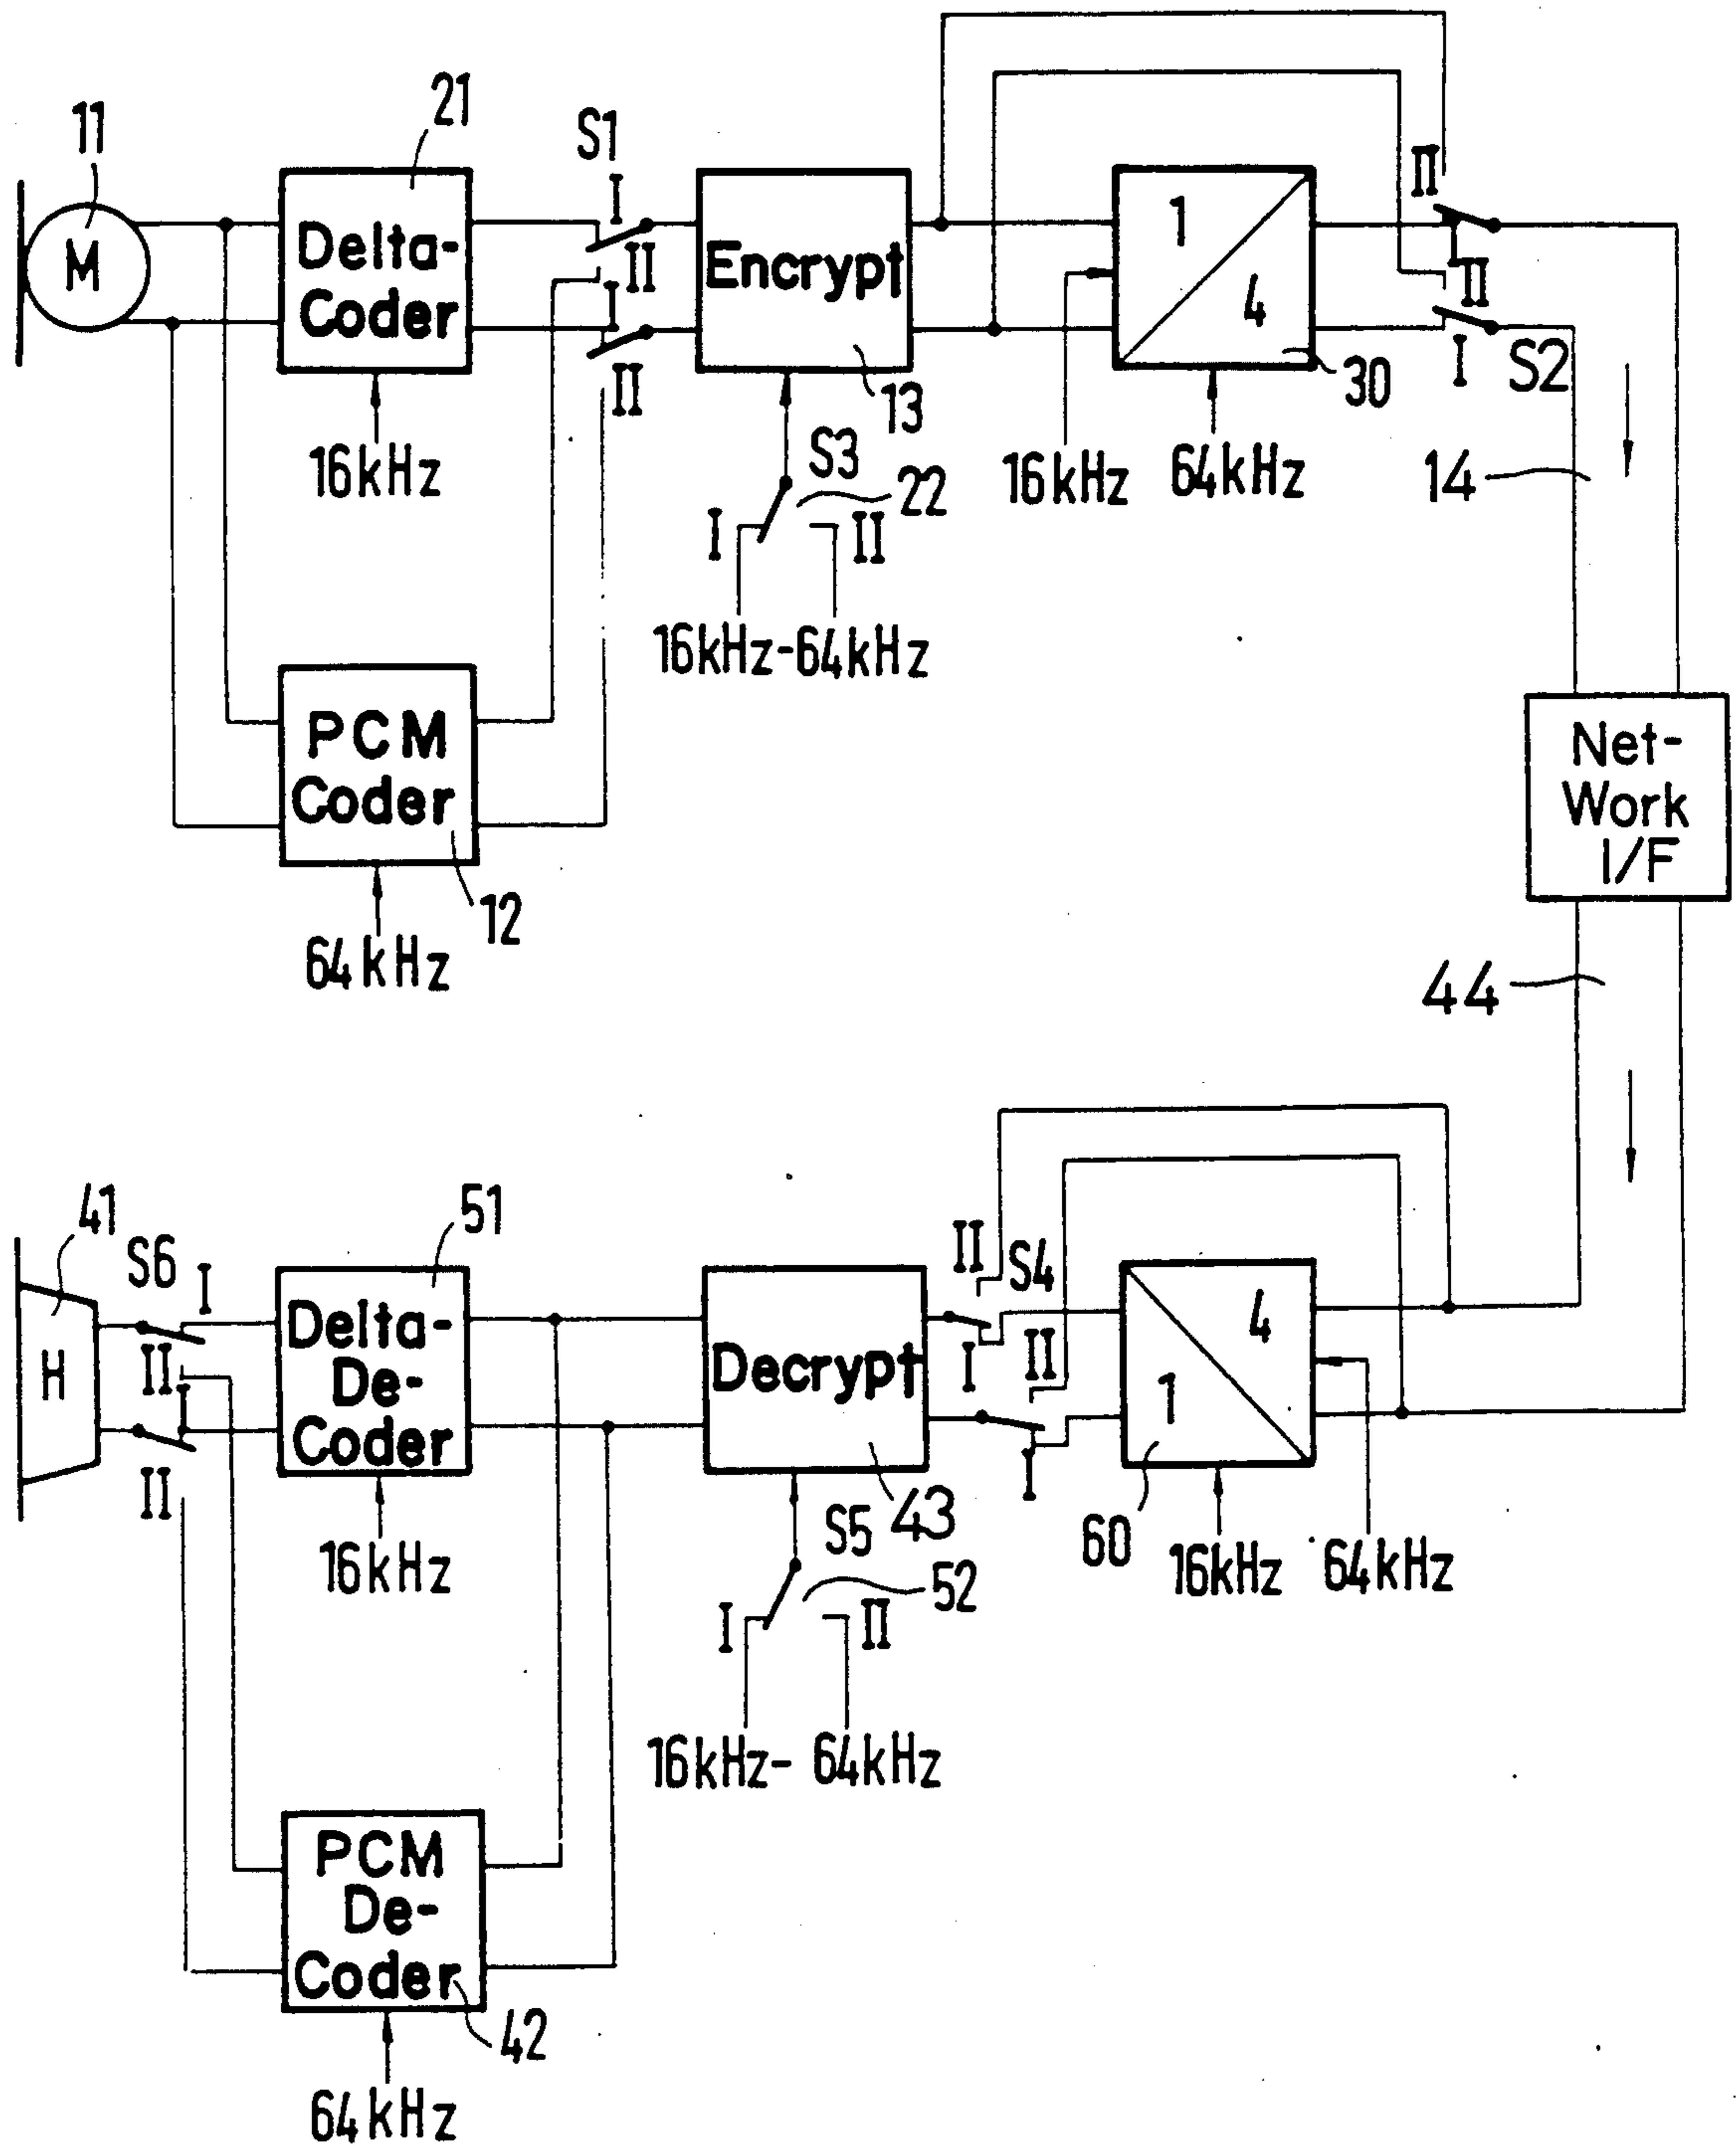 11
M
21
Delta-
Coder
16kHz
S1
I
II
I
II
Encrypt
13
S3
22
I
II
16kHz-64kHz
1
4
30
16kHz
64kHz
II
I
II
I
S2
14
PCM
Coder
12
64kHz
Net-
Work
I/F
44
41
H
S6
I
II
I
II
51
Delta-
De-
Coder
16kHz
Decrypt
43
S5
52
I
II
16kHz- 64kHz
II
S4
I
II
I
4
1
60
16kHz
64kHz
PCM
De-
Coder
42
64kHz